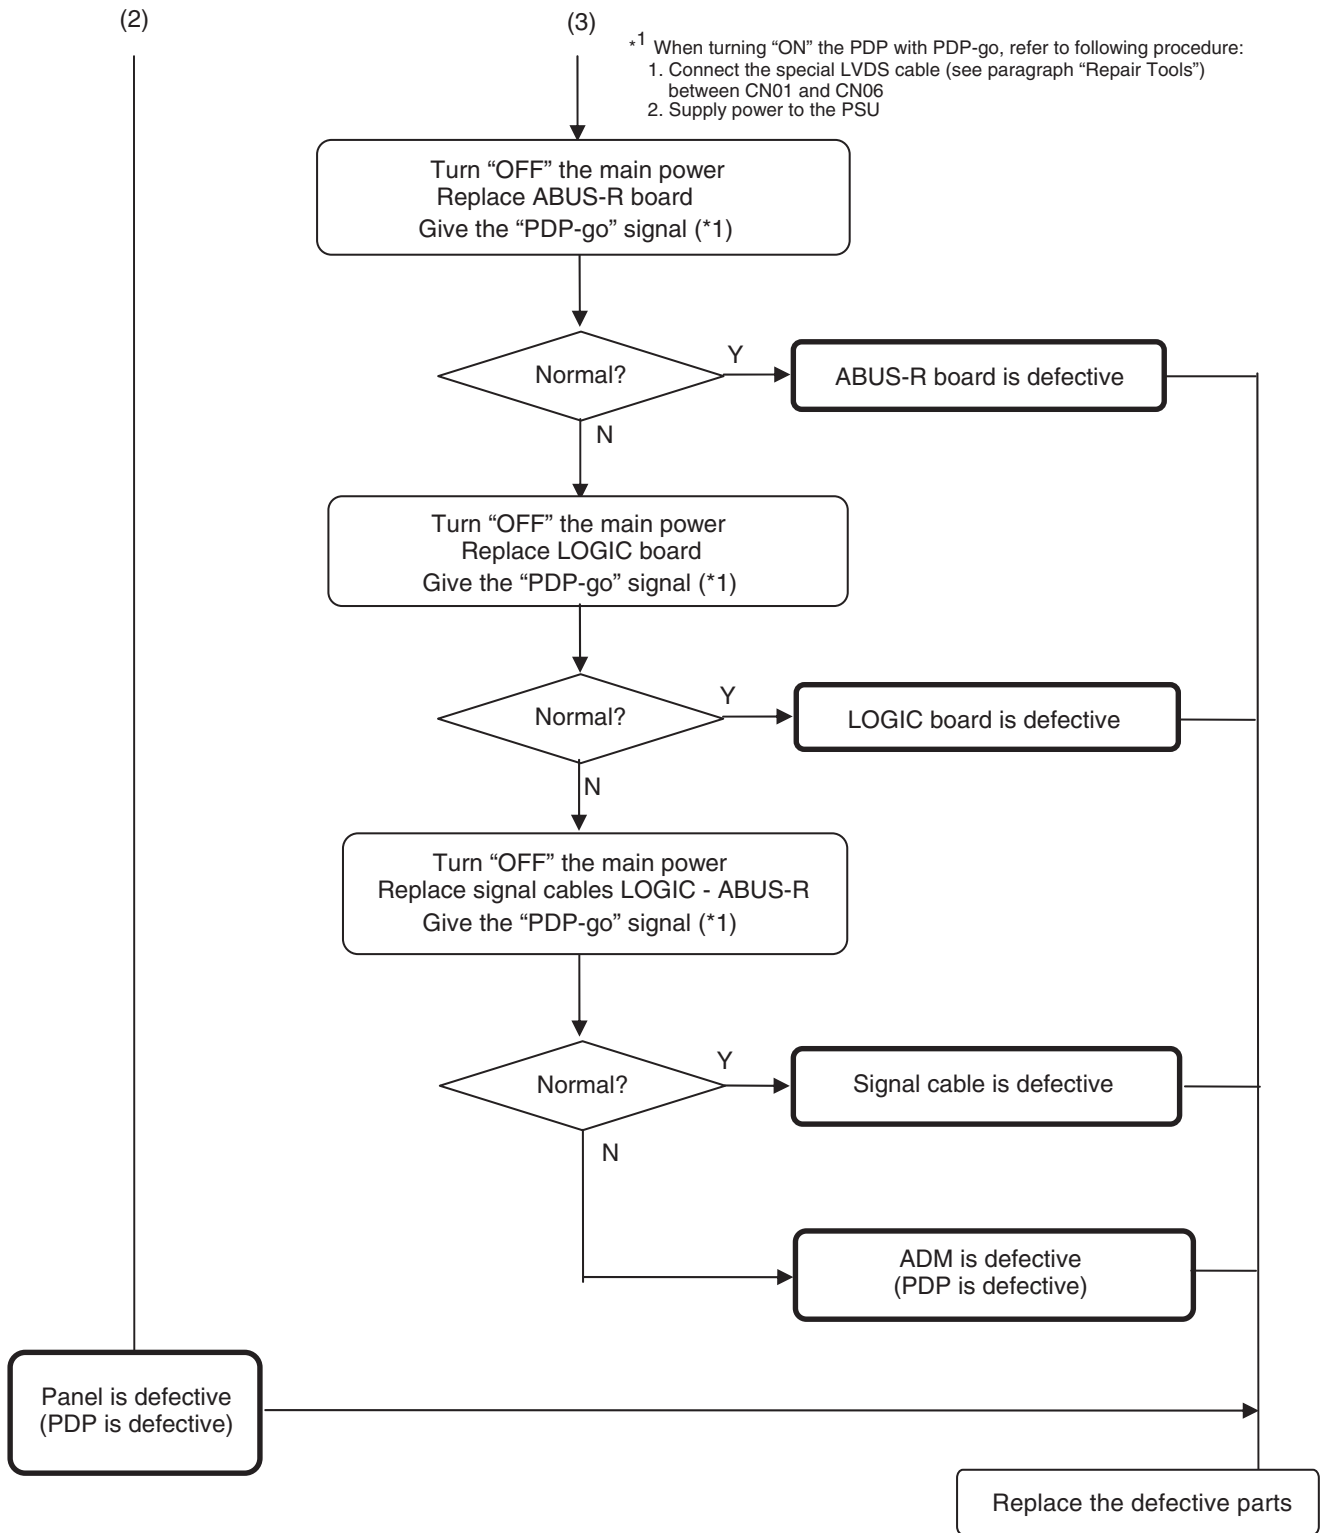 (2)
(3)
*1 When turning “ON” the PDP with PDP-go, refer to following procedure:
1. Connect the special LVDS cable (see paragraph “Repair Tools”)
between CN01 and CN06
2. Supply power to the PSU
Turn “OFF” the main power
Replace ABUS-R board
Give the “PDP-go” signal (*1)
Normal?
Y
ABUS-R board is defective
N
Turn “OFF” the main power
Replace LOGIC board
Give the “PDP-go” signal (*1)
Normal?
Y
LOGIC board is defective
N
Turn “OFF” the main power
Replace signal cables LOGIC - ABUS-R
Give the “PDP-go” signal (*1)
Normal?
Y
Signal cable is defective
N
ADM is defective
(PDP is defective)
Panel is defective
(PDP is defective)
Replace the defective parts